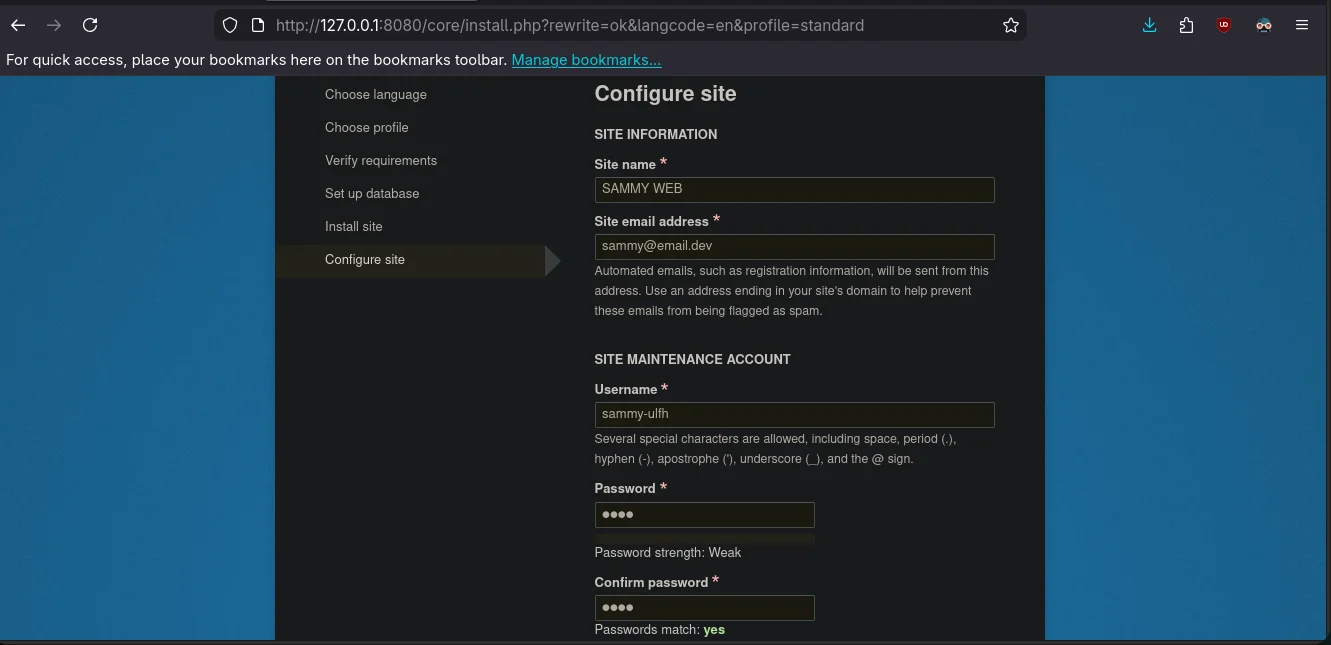 http://127.0.0.1:8080/core/install.php?rewrite=ok&langcode=en&profile=standard
For quick access, place your bookmarks here on the bookmarks toolbar. Manage bookmarks...
Choose language
Choose profile
Verify requirements
Set up database
Install site
Configure site
Configure site
SITE INFORMATION
Site name *
SAMMY WEB
Site email address *
sammy@email.dev
Automated emails, such as registration information, will be sent from this
address. Use an address ending in your site's domain to help prevent
these emails from being flagged as spam.
SITE MAINTENANCE ACCOUNT
Username *
sammy-ulfh
Several special characters are allowed, including space, period (.),
hyphen (-), apostrophe ('), underscore (_), and the @ sign.
Password *
●●●●
Password strength: Weak
Confirm password *
●●●●
Passwords match: yes